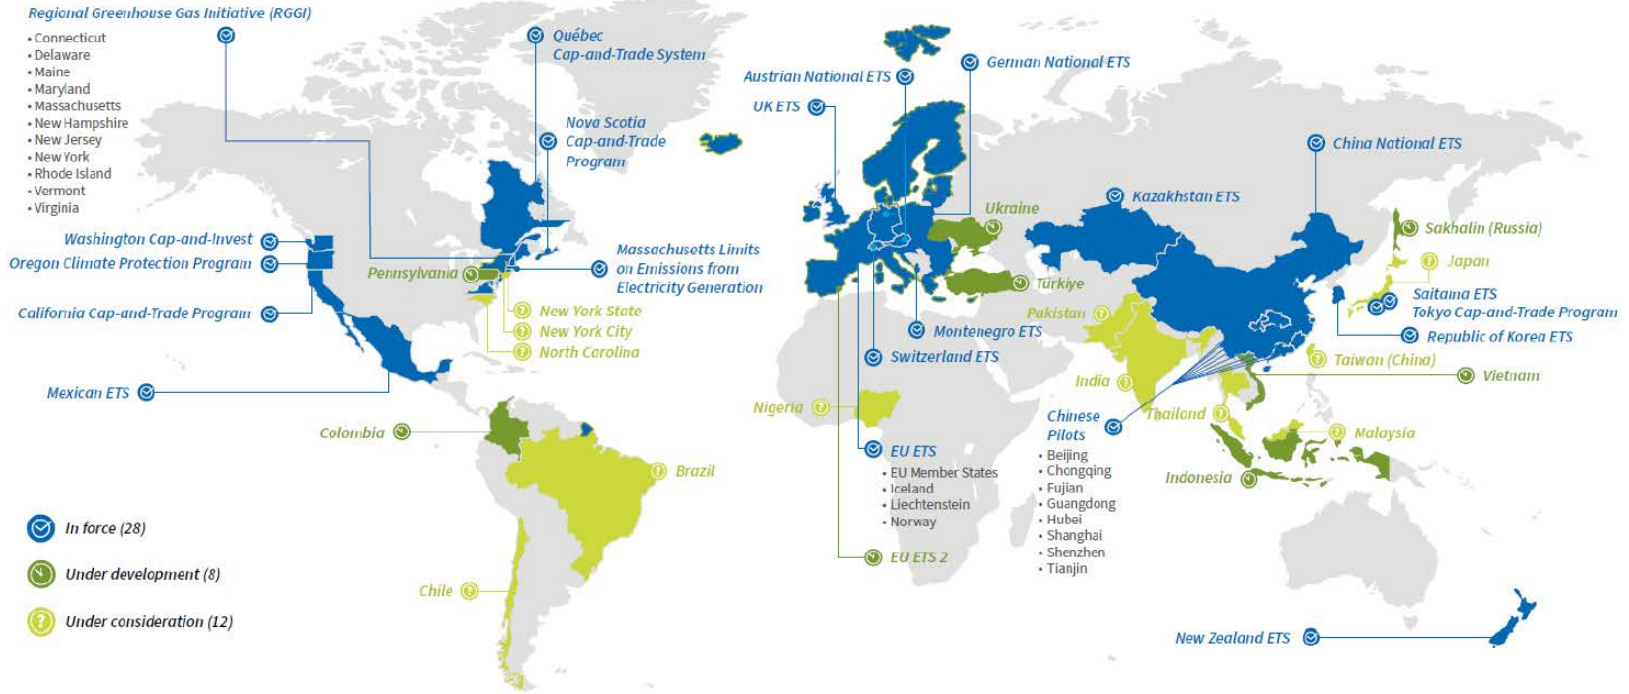 Regional Greenhouse Gas Initiative (RGGI)
• Connecticut
• Delaware
• Maine
• Maryland
• Massachusetts
• New Hampshire
• New Jersey
• New York
• Rhode Island
• Vermont
• Virginia
Québec
Cap-and-Trade System
Nova Scotia
Cap-and-Trade
Program
Washington Cap-and-Invest
Oregon Climate Protection Program
California Cap-and-Trade Program
Mexican ETS
Pennsylvania
Massachusetts Limits
on Emissions from
Electricity Generation
New York State
New York City
North Carolina
Colombia
Brazil
Chile
Austrian National ETS
German National ETS
UK ETS
Ukraine
Türkiye
Montenegro ETS
Switzerland ETS
Nigeria
EU ETS
• EU Member States
• Iceland
• Liechtenstein
• Norway
EU ETS 2
China National ETS
Kazakhstan ETS
Sakhalin (Russia)
Japan
Saitama ETS
Tokyo Cap-and-Trade Program
Republic of Korea ETS
Pakistan
India
Taiwan (China)
Vietnam
Thailand
Malaysia
Indonesia
Chinese
Pilots
• Beijing
• Chongqing
• Fujian
• Guangdong
• Hubei
• Shanghai
• Shenzhen
• Tianjin
New Zealand ETS
In force (28)
Under development (8)
Under consideration (12)